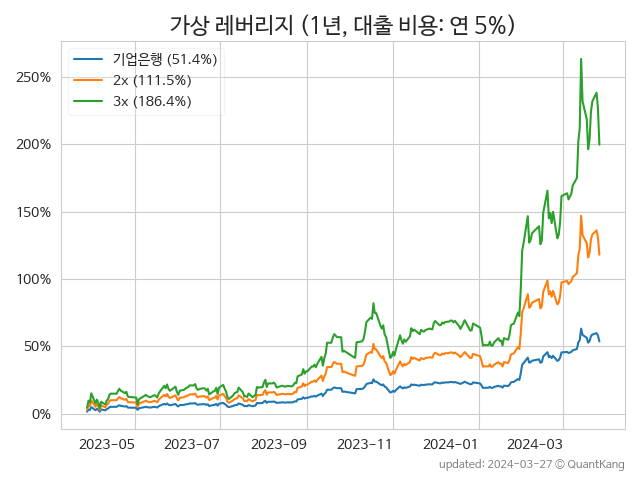 가상 레버리지 (1년, 대출 비용: 연 5%)
기업은행 (51.4%)
2x (111.5%)
3x (186.4%)
250%
200%
150%
100%
50%
0%
2023-05 2023-07 2023-09 2023-11 2024-01 2024-03
updated: 2024-03-27 © QuantKang